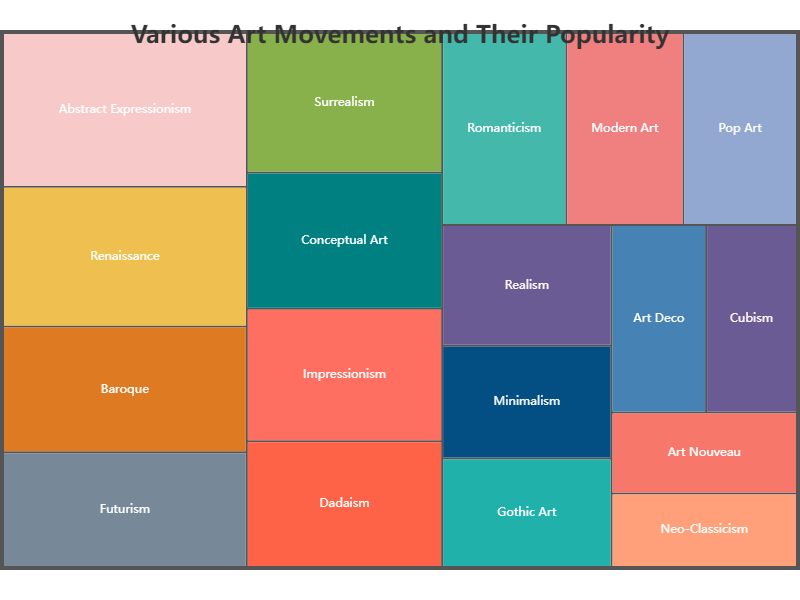 Various Art Movements and Their Popularity
Abstract Expressionism
Renaissance
Baroque
Futurism
Surrealism
Conceptual Art
Impressionism
Dadaism
Romanticism
Modern Art
Pop Art
Realism
Minimalism
Gothic Art
Art Deco
Cubism
Art Nouveau
Neo-Classicism